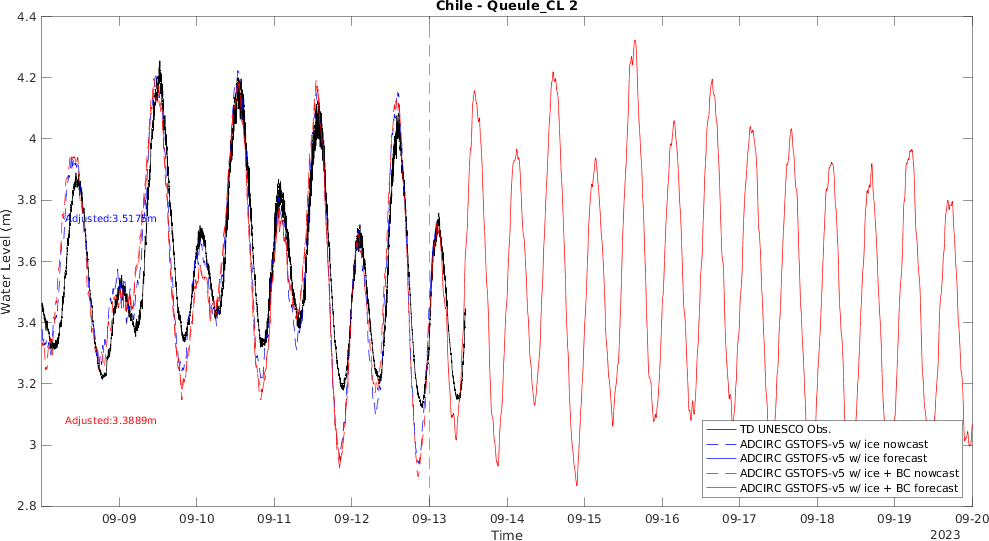 Chile - Queule_CL 2
4.4
4.2
4
3.8
3.6
3.4
3.2
3
2.8
Water Level (m)
Adjusted:3.5175m
Adjusted:3.3889m
TD UNESCO Obs.
ADCIRC GSTOFS-v5 w/ ice nowcast
ADCIRC GSTOFS-v5 w/ ice forecast
ADCIRC GSTOFS-v5 w/ ice + BC nowcast
ADCIRC GSTOFS-v5 w/ ice + BC forecast
09-09 09-10 09-11 09-12 09-13 09-14 09-15 09-16 09-17 09-18 09-19 09-20
Time
2023